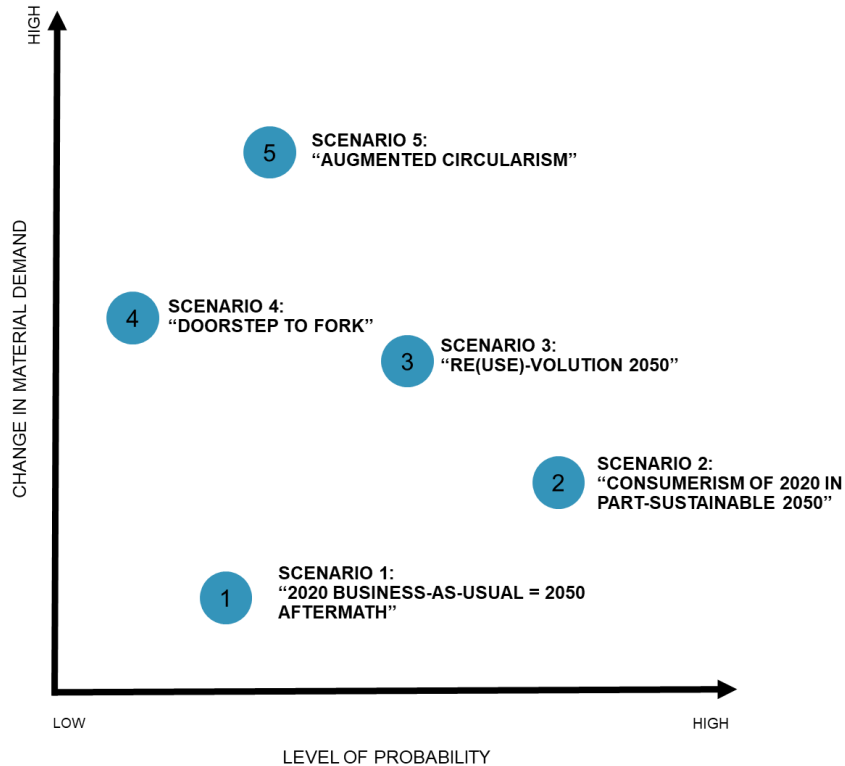 HIGH
CHANGE IN MATERIAL DEMAND
5
SCENARIO 5:
“AUGMENTED CIRCULARISM”
4
SCENARIO 4:
“DOORSTEP TO FORK”
3
SCENARIO 3:
“RE(USE)-VOLUTION 2050”
2
SCENARIO 2:
“CONSUMERISM OF 2020 IN
PART-SUSTAINABLE 2050”
1
SCENARIO 1:
“2020 BUSINESS-AS-USUAL = 2050
AFTERMATH”
LOW
HIGH
LEVEL OF PROBABILITY